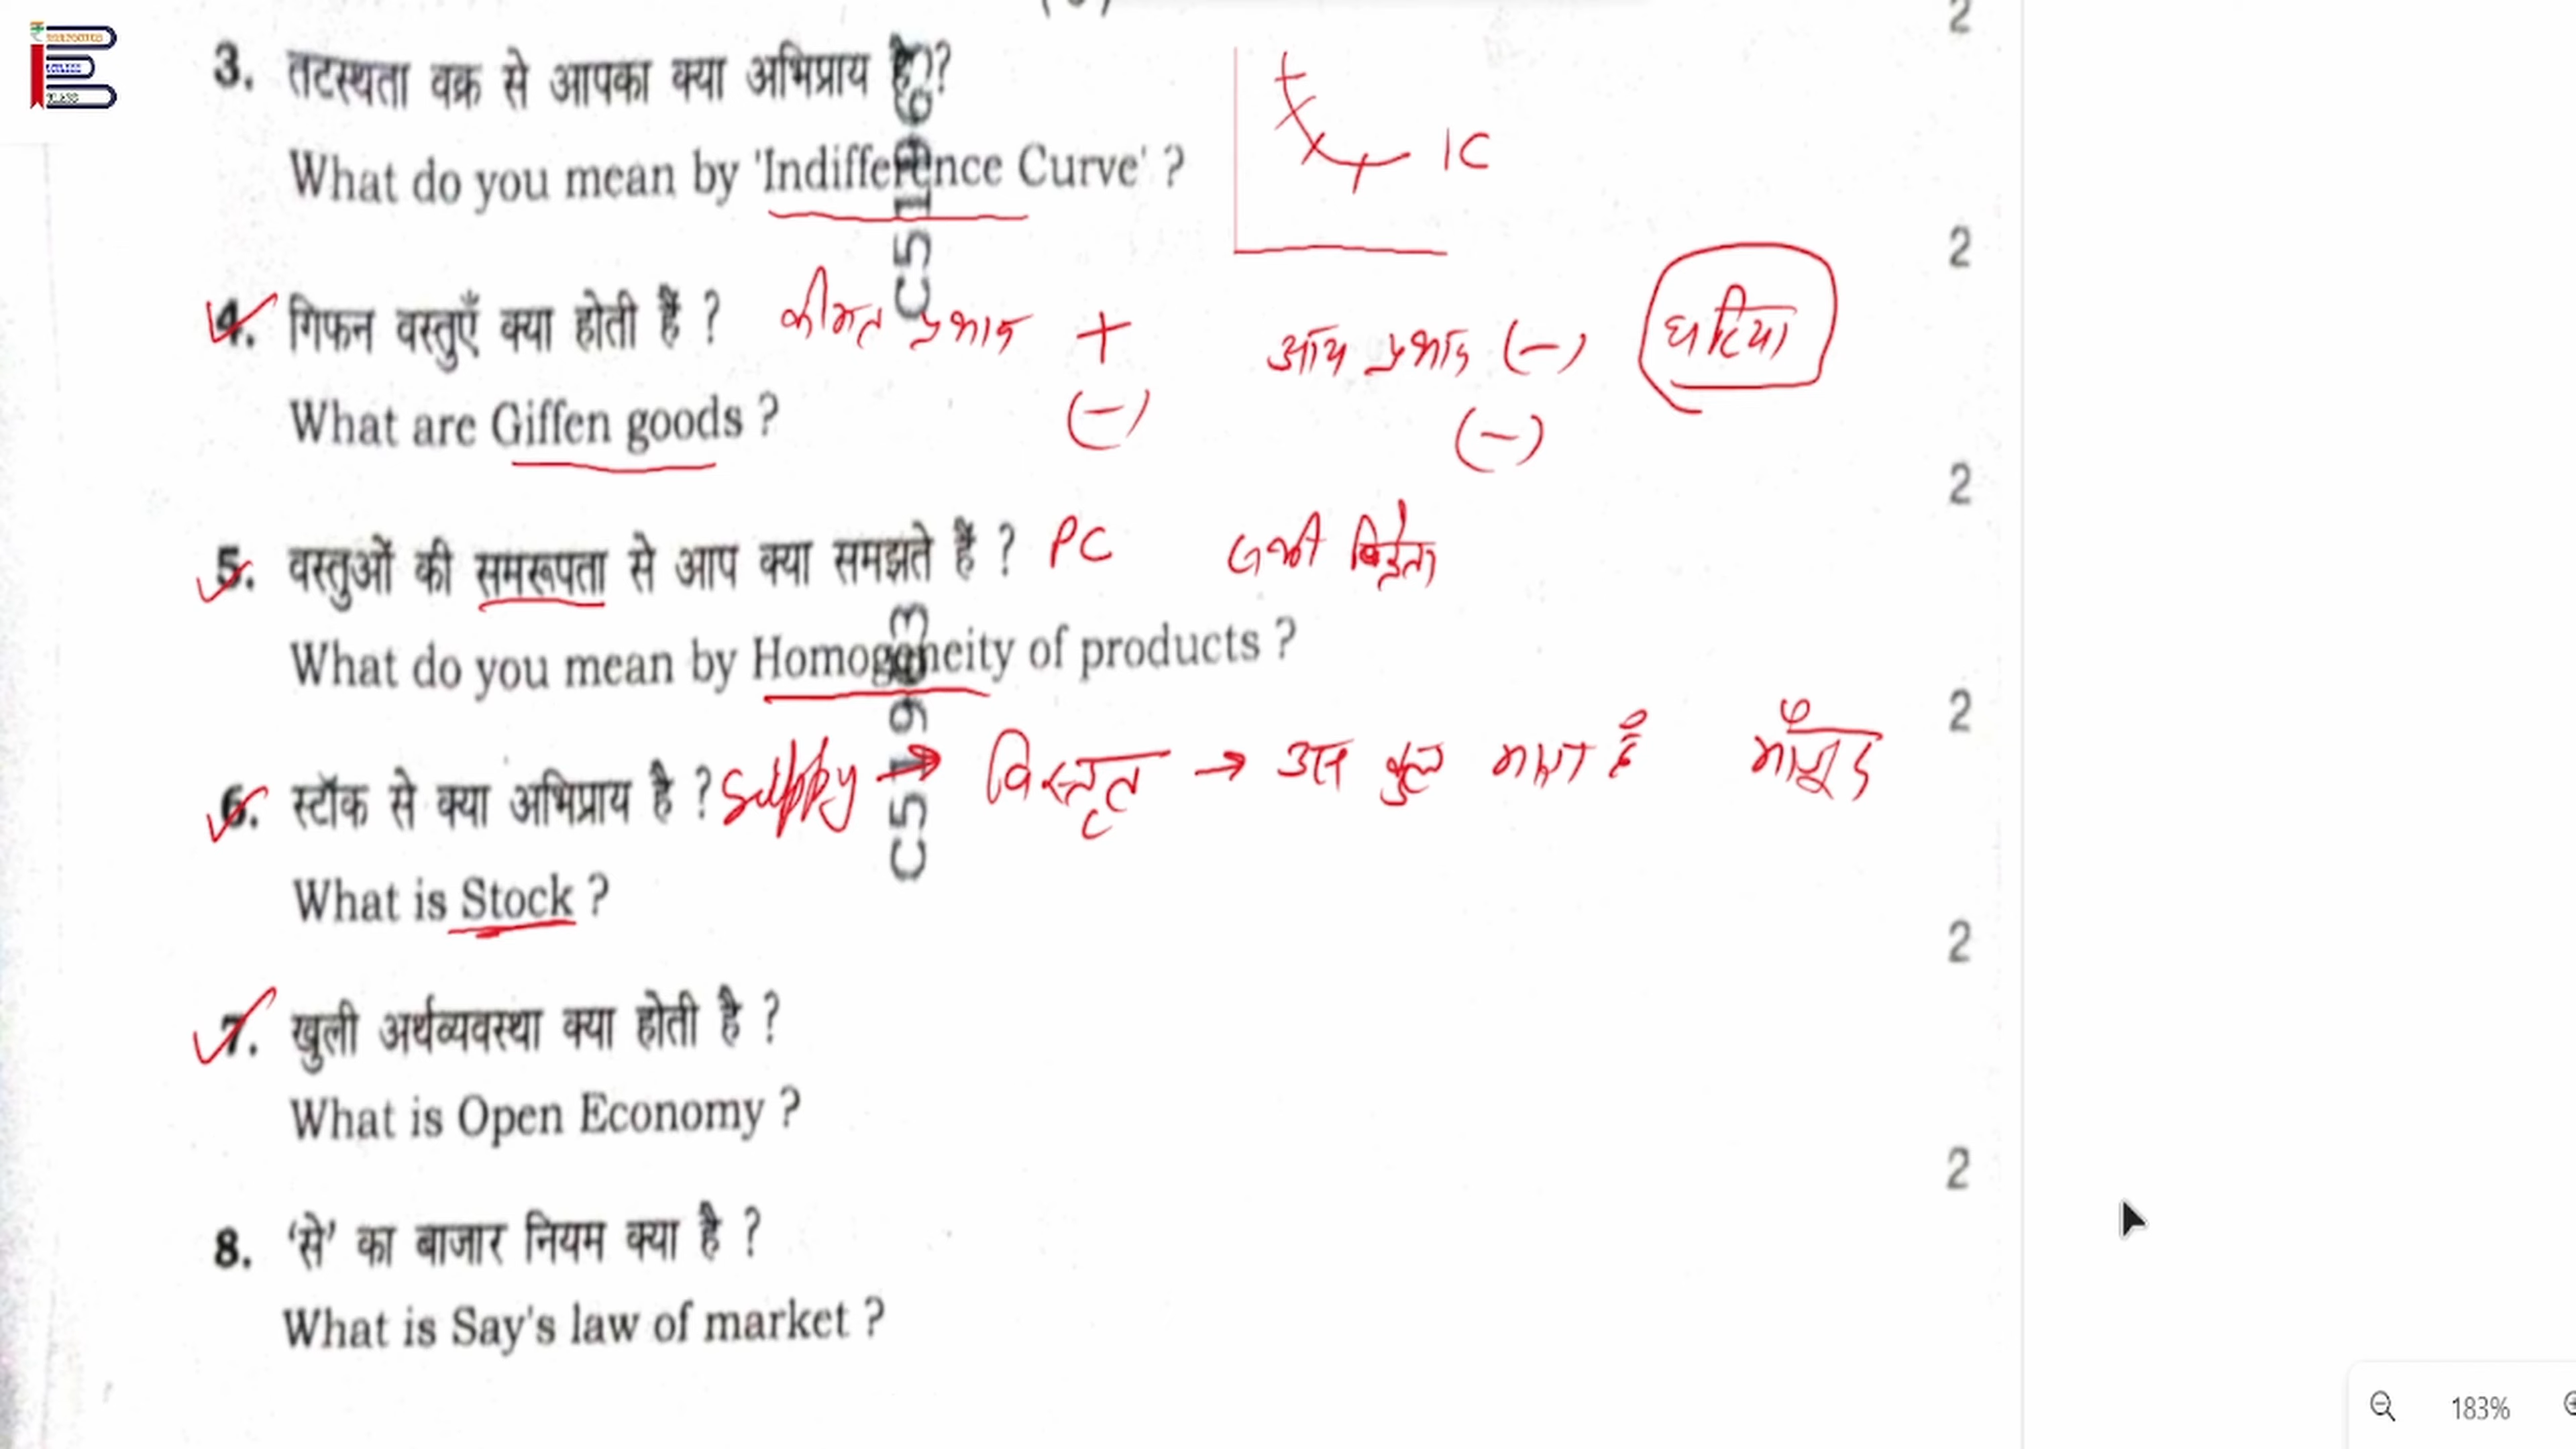 2
3. तटस्थता वक्र से आपका क्या अभिप्राय है ?
What do you mean by 'Indifference Curve' ?
IC
2
4. गिफन वस्तुएँ क्या होती हैं ? कीमत प्रभाव + आय प्रभाव (-) घटिया
What are Giffen goods ? (-) (-)
2
5. वस्तुओं की समरूपता से आप क्या समझते हैं ? PC
What do you mean by Homogeneity of products ?
2
6. स्टॉक से क्या अभिप्राय है ? Supply → विस्तृत → उस कुल
What is Stock ?
2
7. खुली अर्थव्यवस्था क्या होती है ?
What is Open Economy ?
2
8. 'से' का बाजार नियम क्या है ?
What is Say's law of market ?
183%